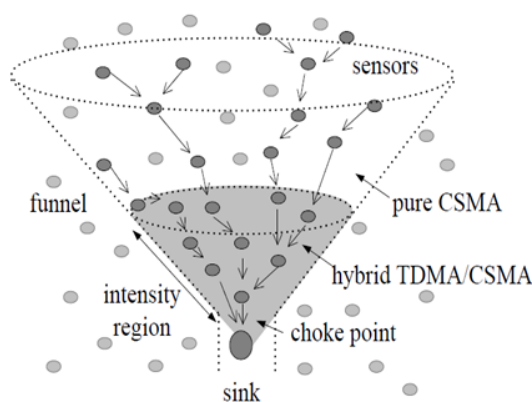 sensors
funnel
pure CSMA
hybrid TDMA/CSMA
intensity
region
choke point
sink